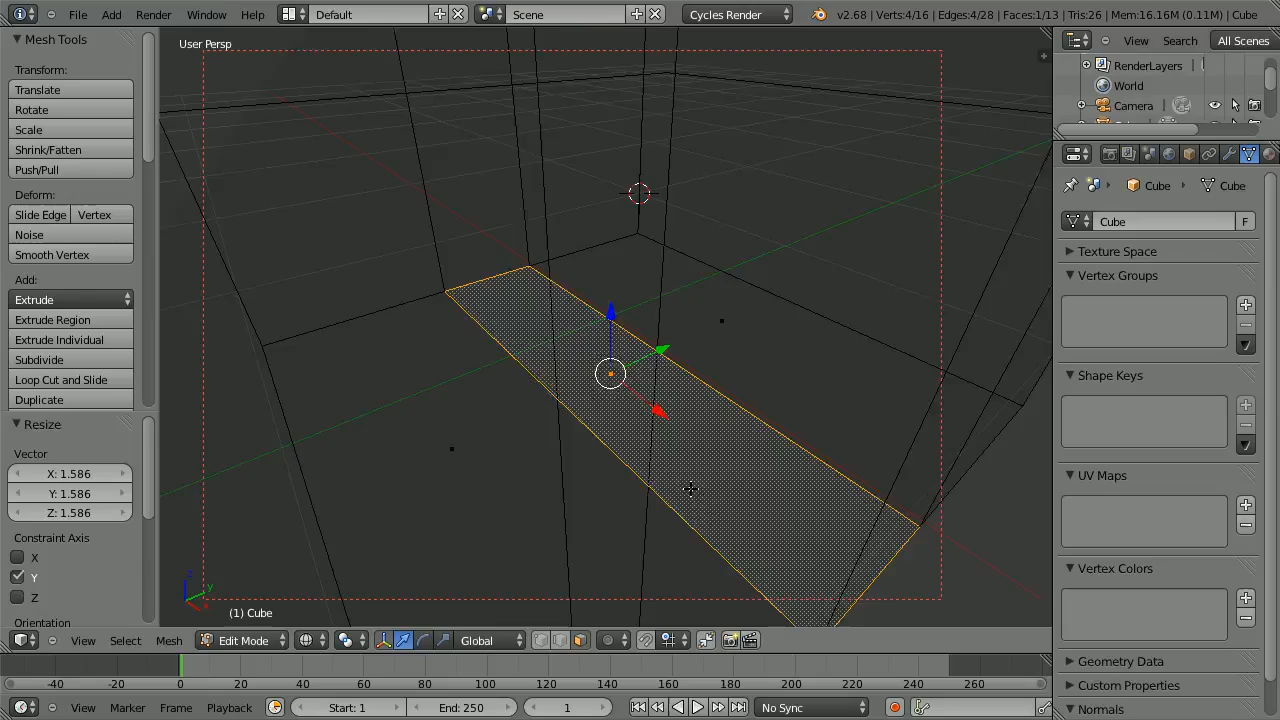 File Add Render Window Help Default Scene Cycles Render v2.68 | Verts:4/16 | Edges:4/28 | Faces:1/13 | Tris:26 | Mem:16.16M (0.11M) | Cube
Mesh Tools
Transform:
Translate
Rotate
Scale
Shrink/Fatten
Push/Pull
Deform:
Slide Edge Vertex
Noise
Smooth Vertex
Add:
Extrude
Extrude Region
Extrude Individual
Subdivide
Loop Cut and Slide
Duplicate
Resize
Vector
X: 1.586
Y: 1.586
Z: 1.586
Constraint Axis
X
Y
Z
Orientation
User Persp
z
y
(1) Cube
View Select Mesh Edit Mode Global
-40 -20 0 20 40 60 80 100 120 140 160 180 200 220 240 260
View Marker Frame Playback Start: 1 End: 250 1 No Sync
View Search All Scenes
RenderLayers
World
Camera
Cube Cube
Cube F
Texture Space
Vertex Groups
Shape Keys
UV Maps
Vertex Colors
Geometry Data
Custom Properties
Normals